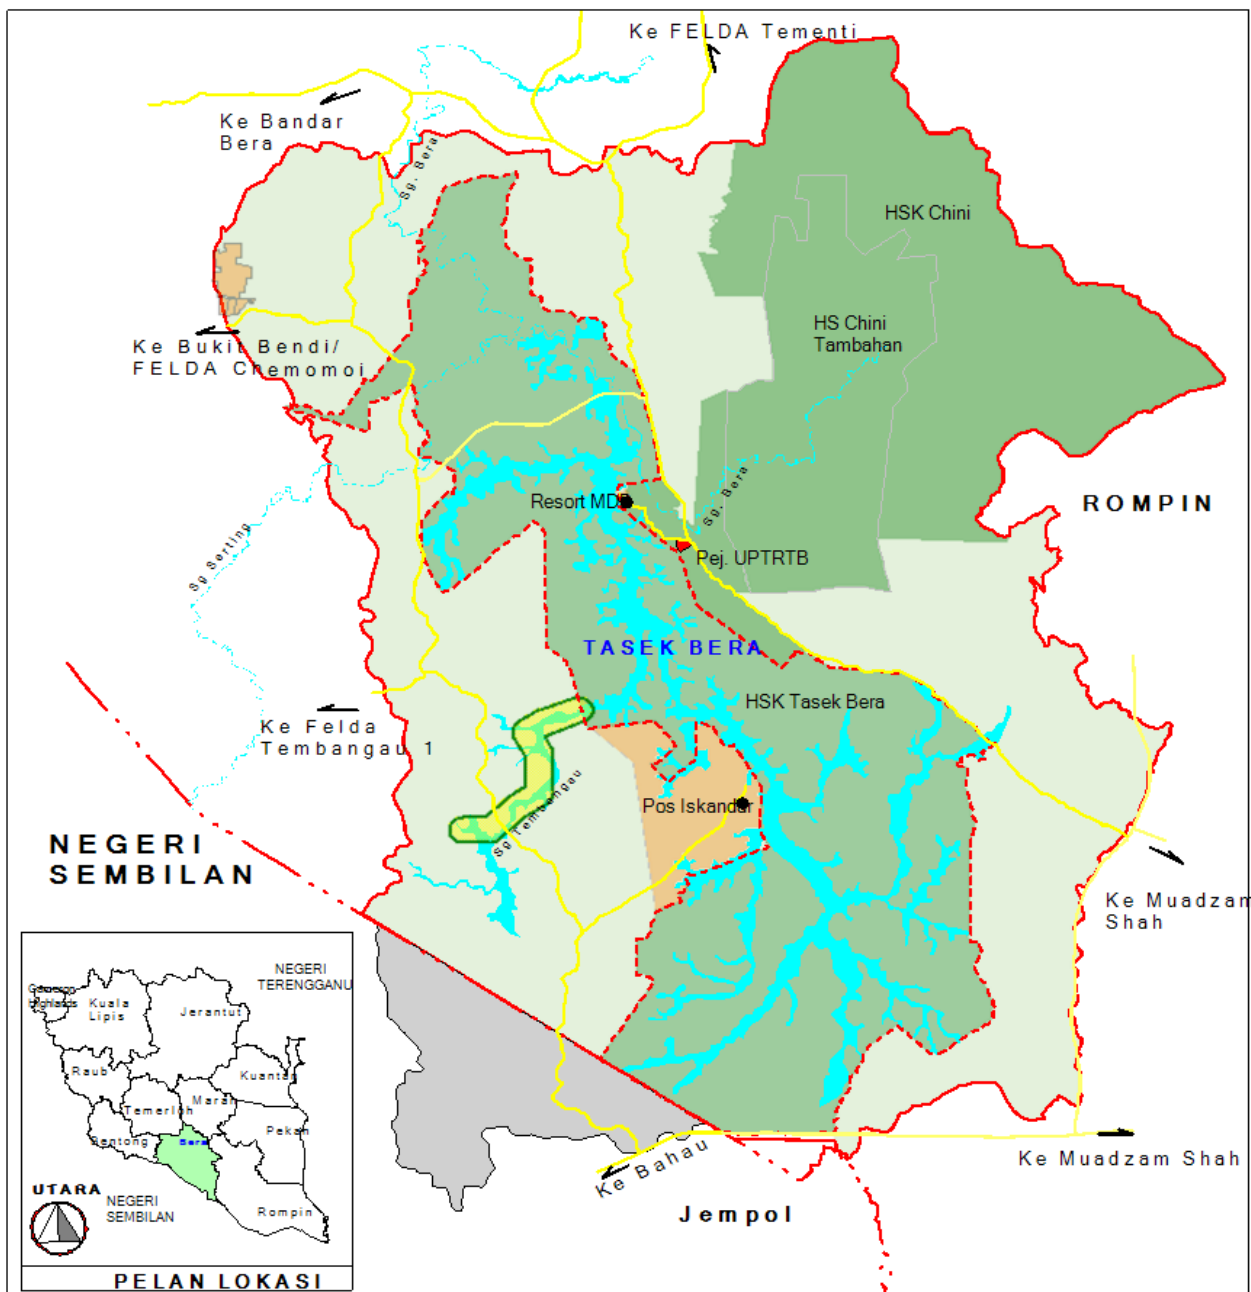 Ke FELDA Tementi
Ke Bandar
Bera
Sg. Bera
HSK Chini
HS Chini
Tambahan
Ke Bukit Bendi/
FELDA Chemomoi
Sg Serting
Resort MDB
Sg. Bera
ROMPIN
Pej. UPTRTB
TASEK BERA
HSK Tasek Bera
Ke Felda
Tembangau 1
Sg Tembangau
Pos Iskandar
NEGERI
SEMBILAN
Ke Muadzam
Shah
Ke Bahau
Ke Muadzam Shah
Jempol
NEGERI
TERENGGANU
Cameron
Highlands
Kuala
Lipis
Jerantut
Raub
Kuantan
Maran
Temerloh
Pekan
Bentong
Bera
UTARA
NEGERI
SEMBILAN
Rompin
PELAN LOKASI